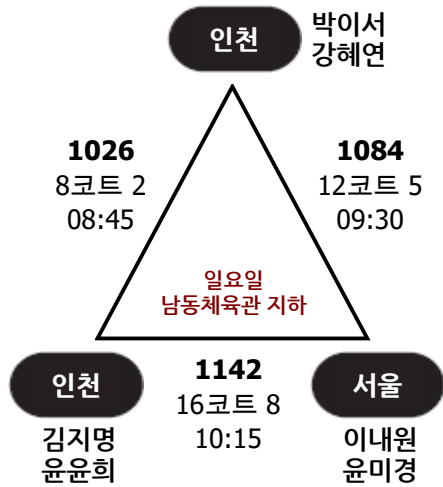 인천
박이서
강혜연
1026
8코트 2
08:45
1084
12코트 5
09:30
일요일
남동체육관 지하
인천
김지명
윤윤희
1142
16코트 8
10:15
서울
이내원
윤미경